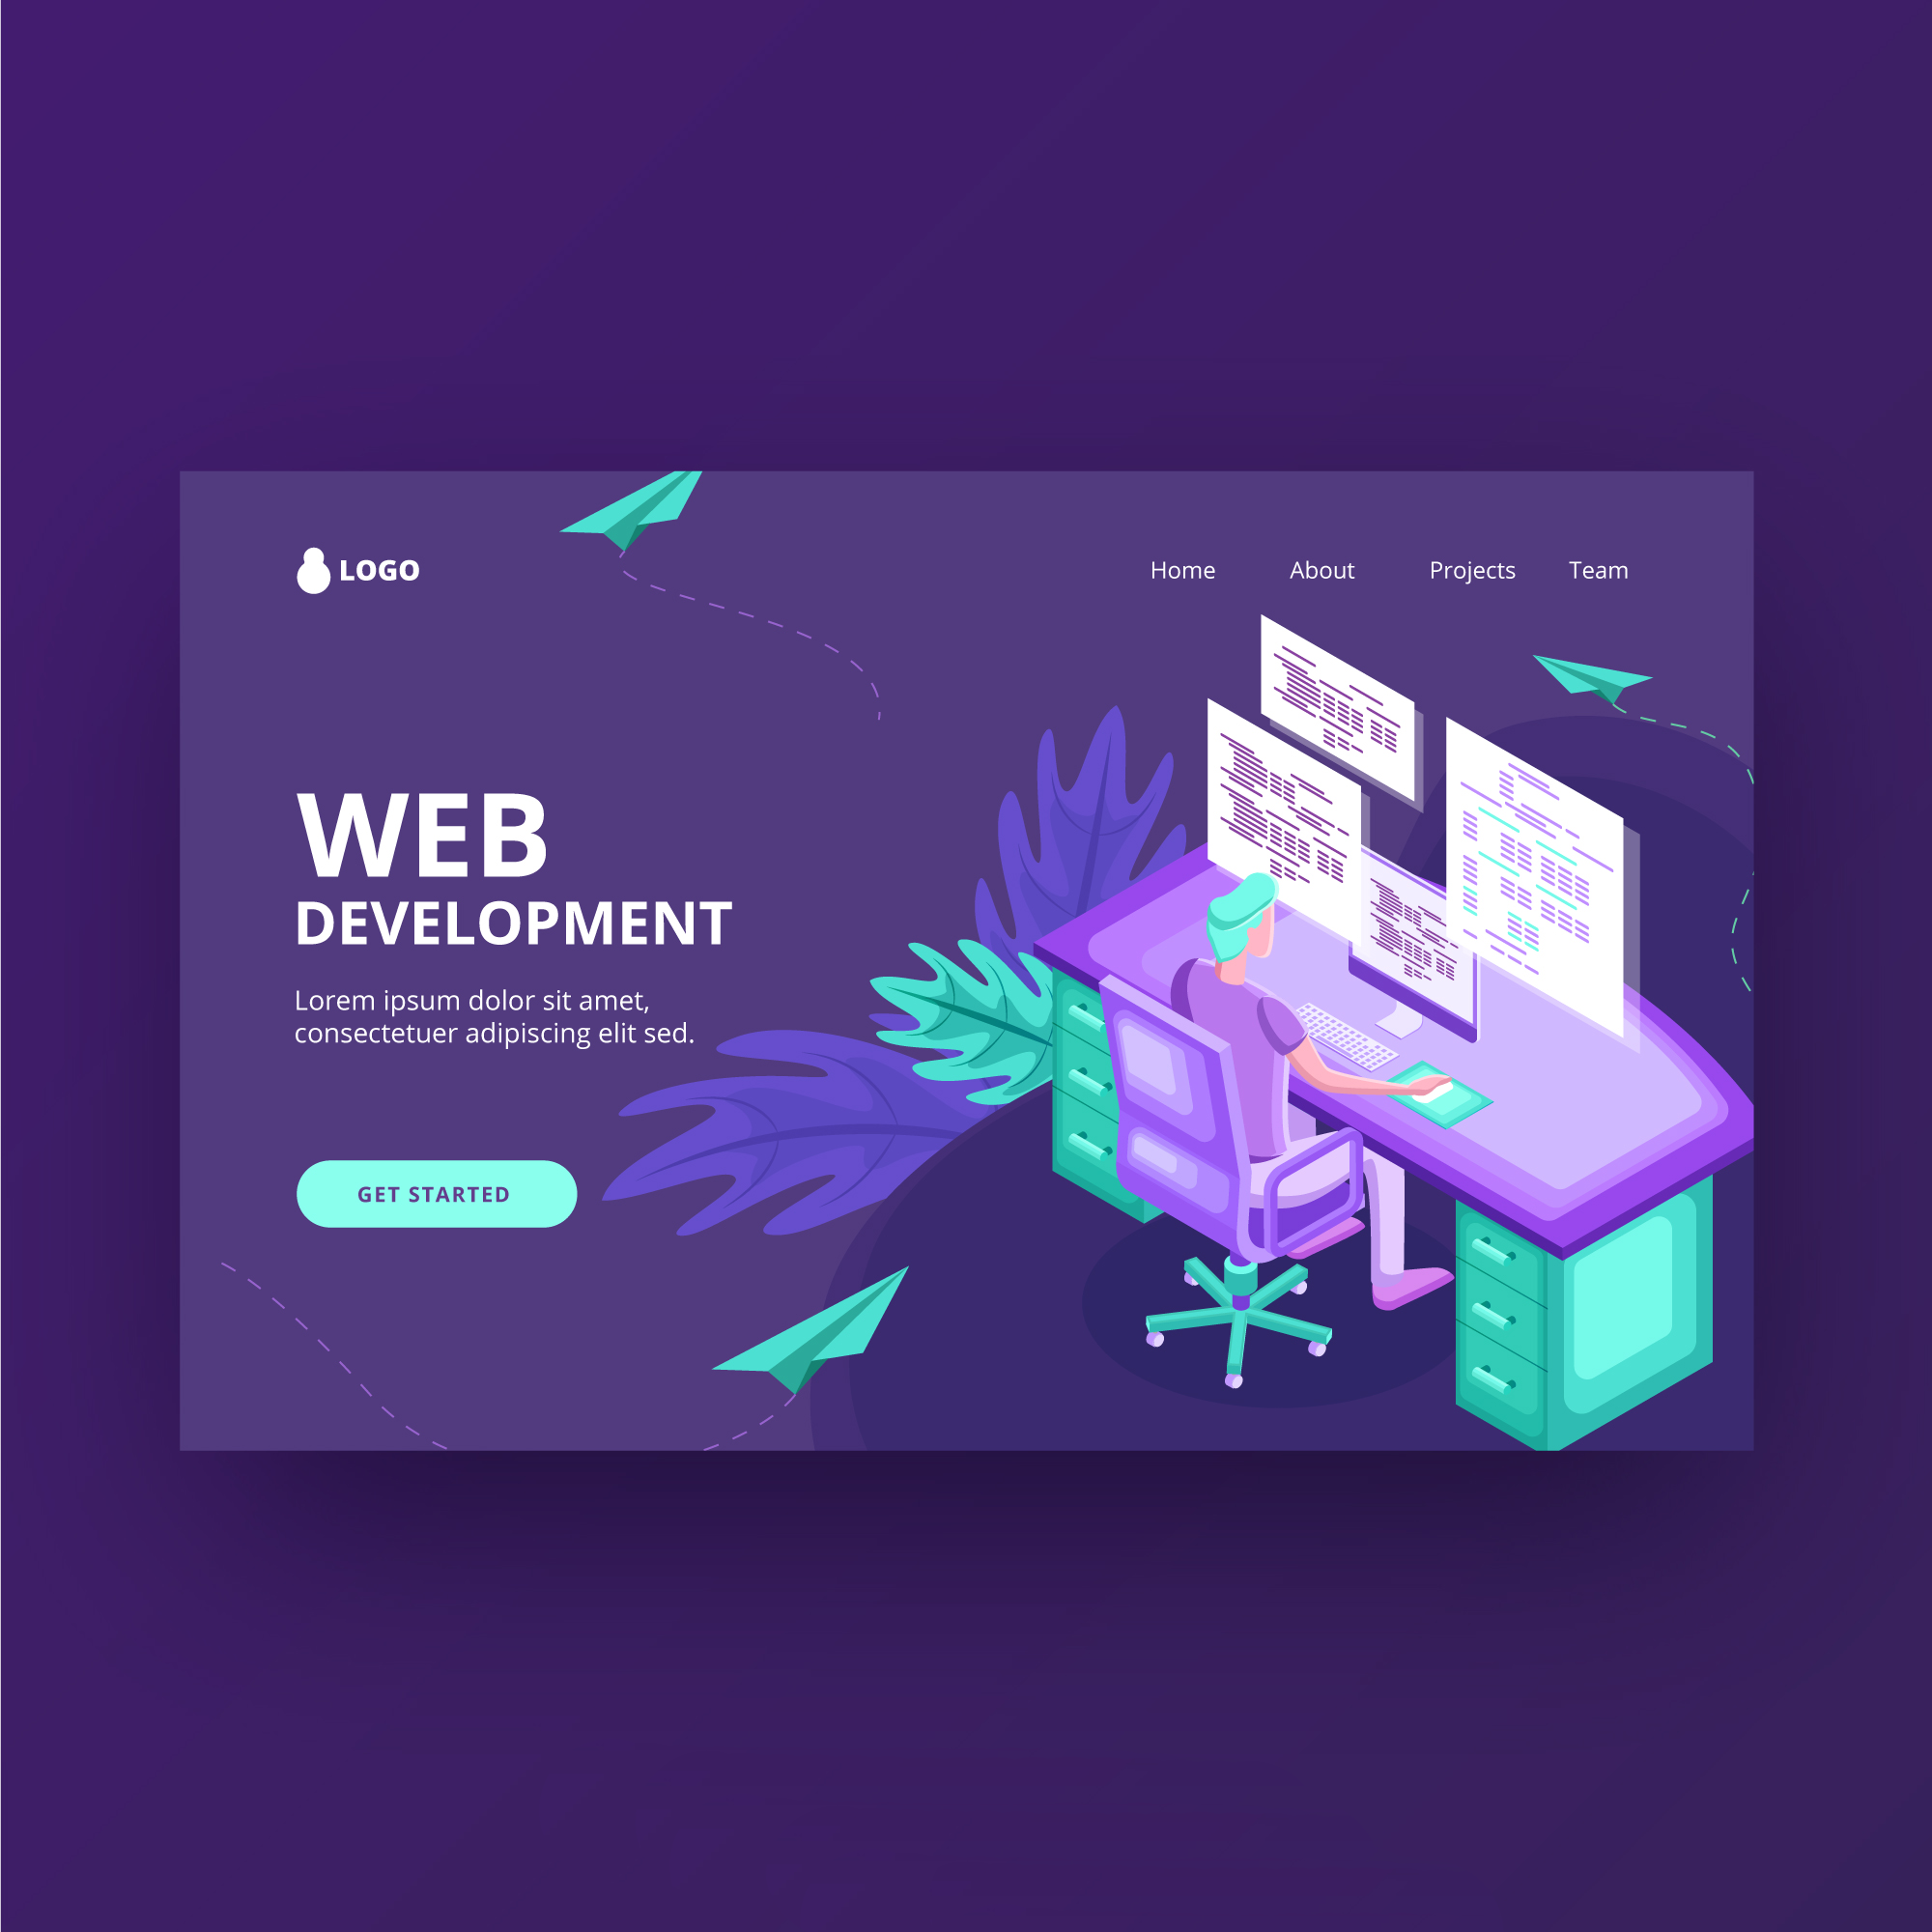 LOGO
Home About Projects Team
WEB
DEVELOPMENT
Lorem ipsum dolor sit amet,
consectetuer adipiscing elit sed.
GET STARTED